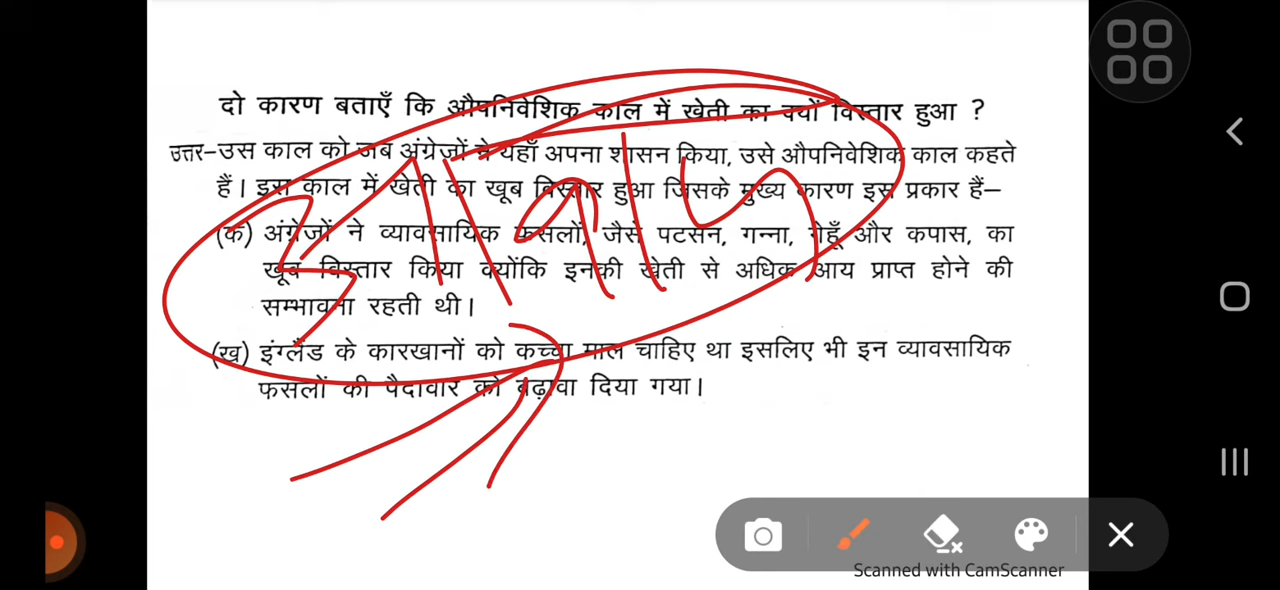 दो कारण बताएँ कि औपनिवेशिक काल में खेती का क्यों विस्तार हुआ ?
उत्तर-उस काल को जब अंग्रेजों ने यहाँ अपना शासन किया, उसे औपनिवेशिक काल कहते
हैं। इस काल में खेती का खूब विस्तार हुआ जिसके मुख्य कारण इस प्रकार हैं–
(क) अंग्रेजों ने व्यावसायिक फसलों, जैसे पटसन, गन्ना, गेहूँ और कपास, का
खूब विस्तार किया क्योंकि इनकी खेती से अधिक आय प्राप्त होने की
सम्भावना रहती थी।
(ख) इंग्लैंड के कारखानों को कच्चा माल चाहिए था इसलिए भी इन व्यावसायिक
फसलों की पैदावार को बढ़ावा दिया गया।
Scanned with CamScanner